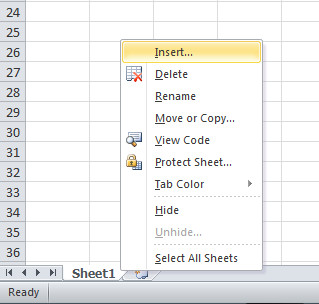 24
25
26
27
28
29
30
31
32
33
34
35
36
Insert...
Delete
Rename
Move or Copy...
View Code
Protect Sheet...
Tab Color
Hide
Unhide...
Select All Sheets
Sheet1
Ready